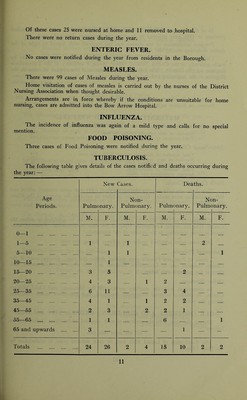 Of these cases 25 were nursed at home and 11 removed to hospital.
There were no return cases during the year.
ENTERIC FEVER.
No cases were notified during the year from residents in the Borough.
MEASLES.
There were 99 cases of Measles during the year.
Home visitation of cases of measles is carried out by the nurses of the District
Nursing Association when thought desirable.
Arrangements are in force whereby if the conditions are unsuitable for home
nursing, cases are admitted into the Bow Arrow Hospital.
INFLUENZA.
The incidence of influenza was again of a mild type and calls for no special
mention.
FOOD POISONING.
Three cases of Food Poisoning were notified during the year.
TUBERCULOSIS.
The following table gives details of the cases notified and deaths occurring during
the year:—
New Cases. Deaths.
Age Periods. Pulmonary. Non-Pulmonary. Pulmonary. Non-Pulmonary.
M. F. M. F. M. F. M. F.
0—1
1—5 1 1 2
5—10 1 1 1
10—15 1
15—20 3 5 2
20—25 4 3 1 2
25—35 6 11 2 4
35—45 4 1 1 2 2
45—55 2 3 2 2 1
55—65 1 1 6 1
65 and upwards 3 1
Totals 24 26 2 4 15 10 2 2
11